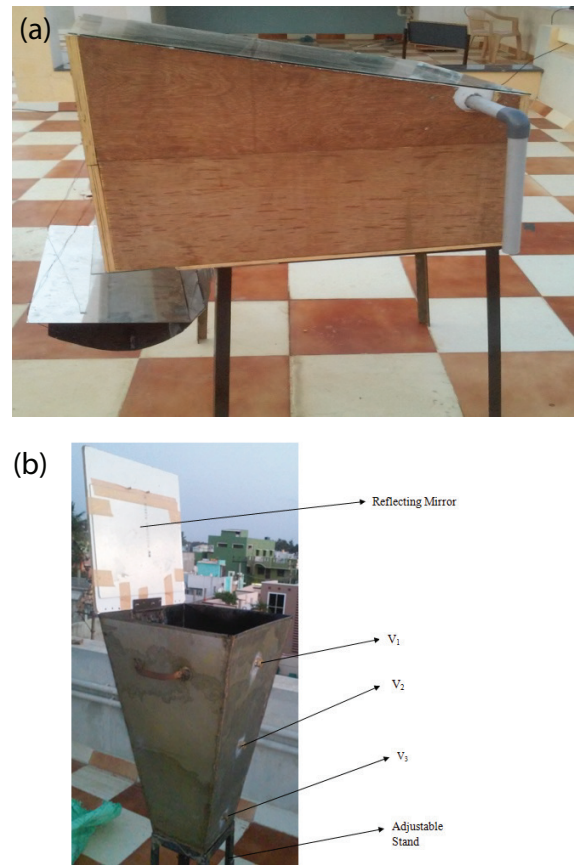 (a)
(b)
Reflecting Mirror
V₁
V₂
V₃
Adjustable
Stand